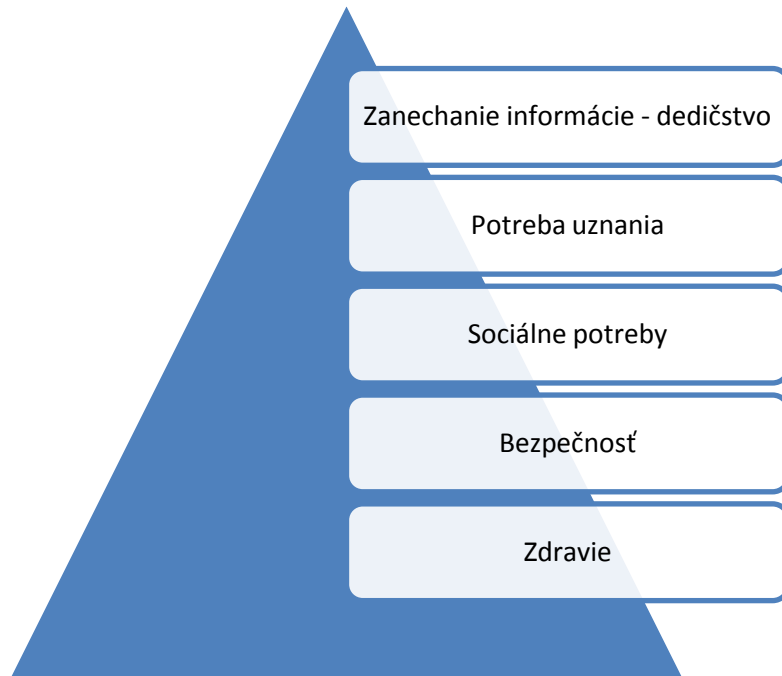 Zanechanie informácie - dedičstvo
Potreba uznania
Sociálne potreby
Bezpečnosť
Zdravie